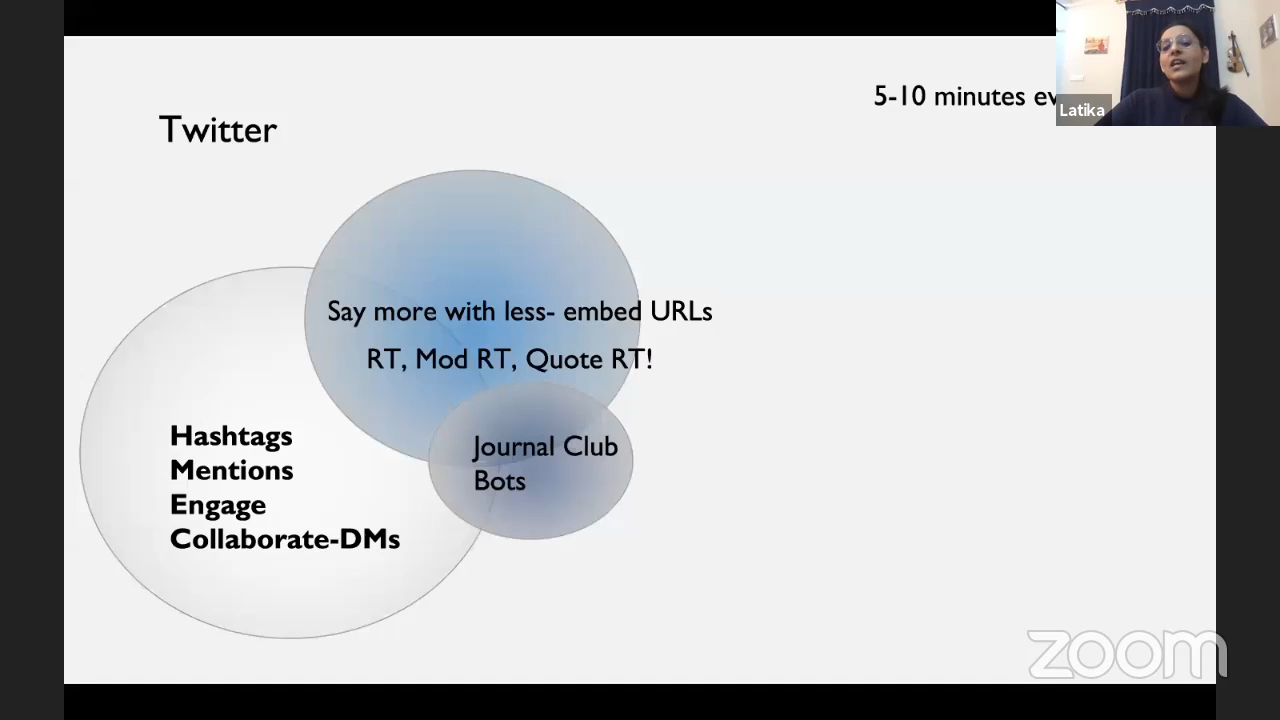 5-10 minutes
Latika
Twitter
Say more with less- embed URLs
RT, Mod RT, Quote RT!
Journal Club
Bots
Hashtags
Mentions
Engage
Collaborate-DMs
zoom